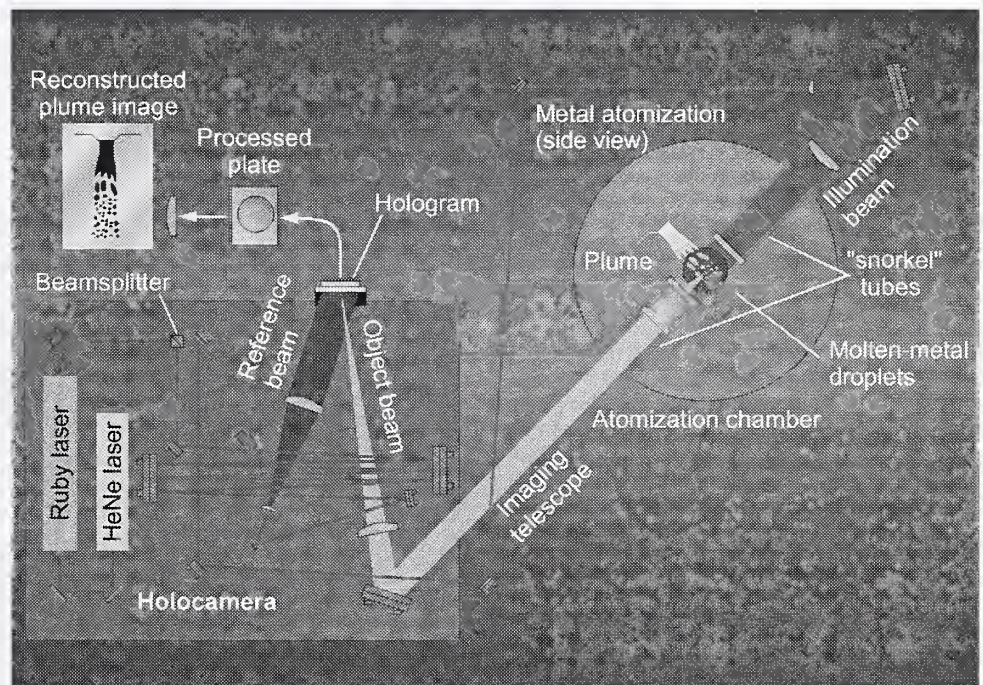 Reconstructed
plume image
Processed
plate
Hologram
Beamsplitter
Reference
beam
Object
beam
Ruby laser
HeNe laser
Holocamera
Metal atomization
(side view)
Illumination
beam
Plume
"snorkel"
tubes
Molten-metal
droplets
Atomization chamber
Imaging
telescope